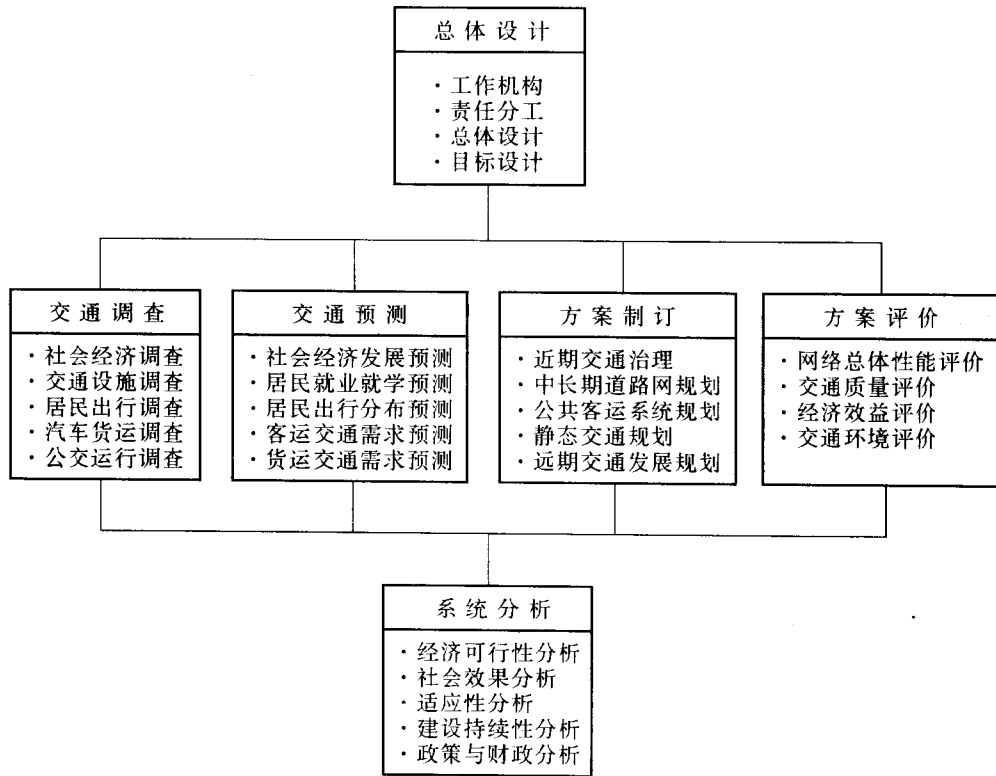 总体设计
·工作机构
·责任分工
·总体设计
·目标设计
交通调查
·社会经济调查
·交通设施调查
·居民出行调查
·汽车货运调查
·公交运行调查
交通预测
·社会经济发展预测
·居民就业就学预测
·居民出行分布预测
·客运交通需求预测
·货运交通需求预测
方案制订
·近期交通治理
·中长期道路网规划
·公共客运系统规划
·静态交通规划
·远期交通发展规划
方案评价
·网络总体性能评价
·交通质量评价
·经济效益评价
·交通环境评价
系统分析
·经济可行性分析
·社会效果分析
·适应性分析
·建设持续性分析
·政策与财政分析